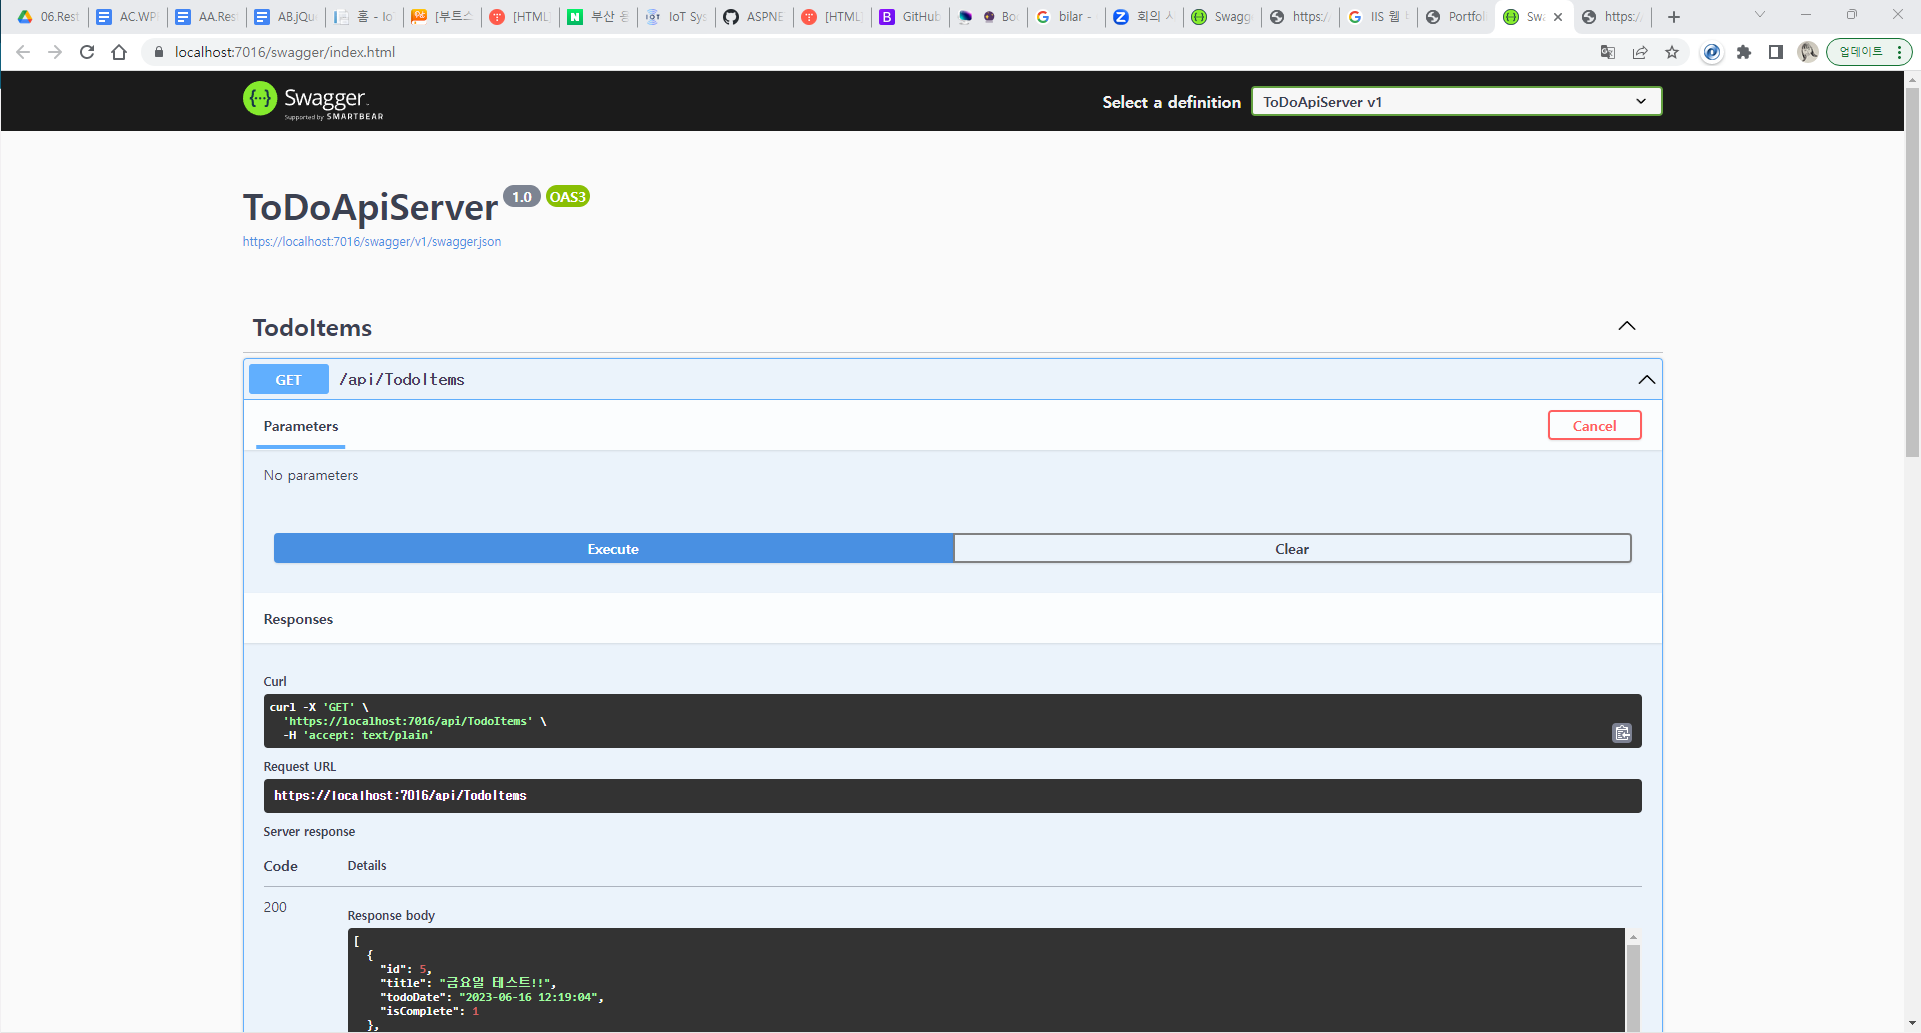 06.Rest
AC.WPF
AA.Res
AB.jQu
홈 - Io
[부트스
[HTML]
부산 동
IoT Sys
ASPNE
[HTML]
GitHub
Boo
bilar -
회의 시
Swagg
https:/
IIS 웹
Portfol
Swa
https:/
localhost:7016/swagger/index.html
업데이트
Swagger
Supported by SMARTBEAR
Select a definition
ToDoApiServer v1
ToDoApiServer 1.0 OAS3
https://localhost:7016/swagger/v1/swagger.json
TodoItems
GET /api/TodoItems
Parameters
Cancel
No parameters
Execute
Clear
Responses
Curl
curl -X 'GET' \
'https://localhost:7016/api/TodoItems' \
-H 'accept: text/plain'
Request URL
https://localhost:7016/api/TodoItems
Server response
Code
Details
200
Response body
[
{
"id": 5,
"title": "금요일 테스트!!",
"todoDate": "2023-06-16 12:19:04",
"isComplete": 1
},